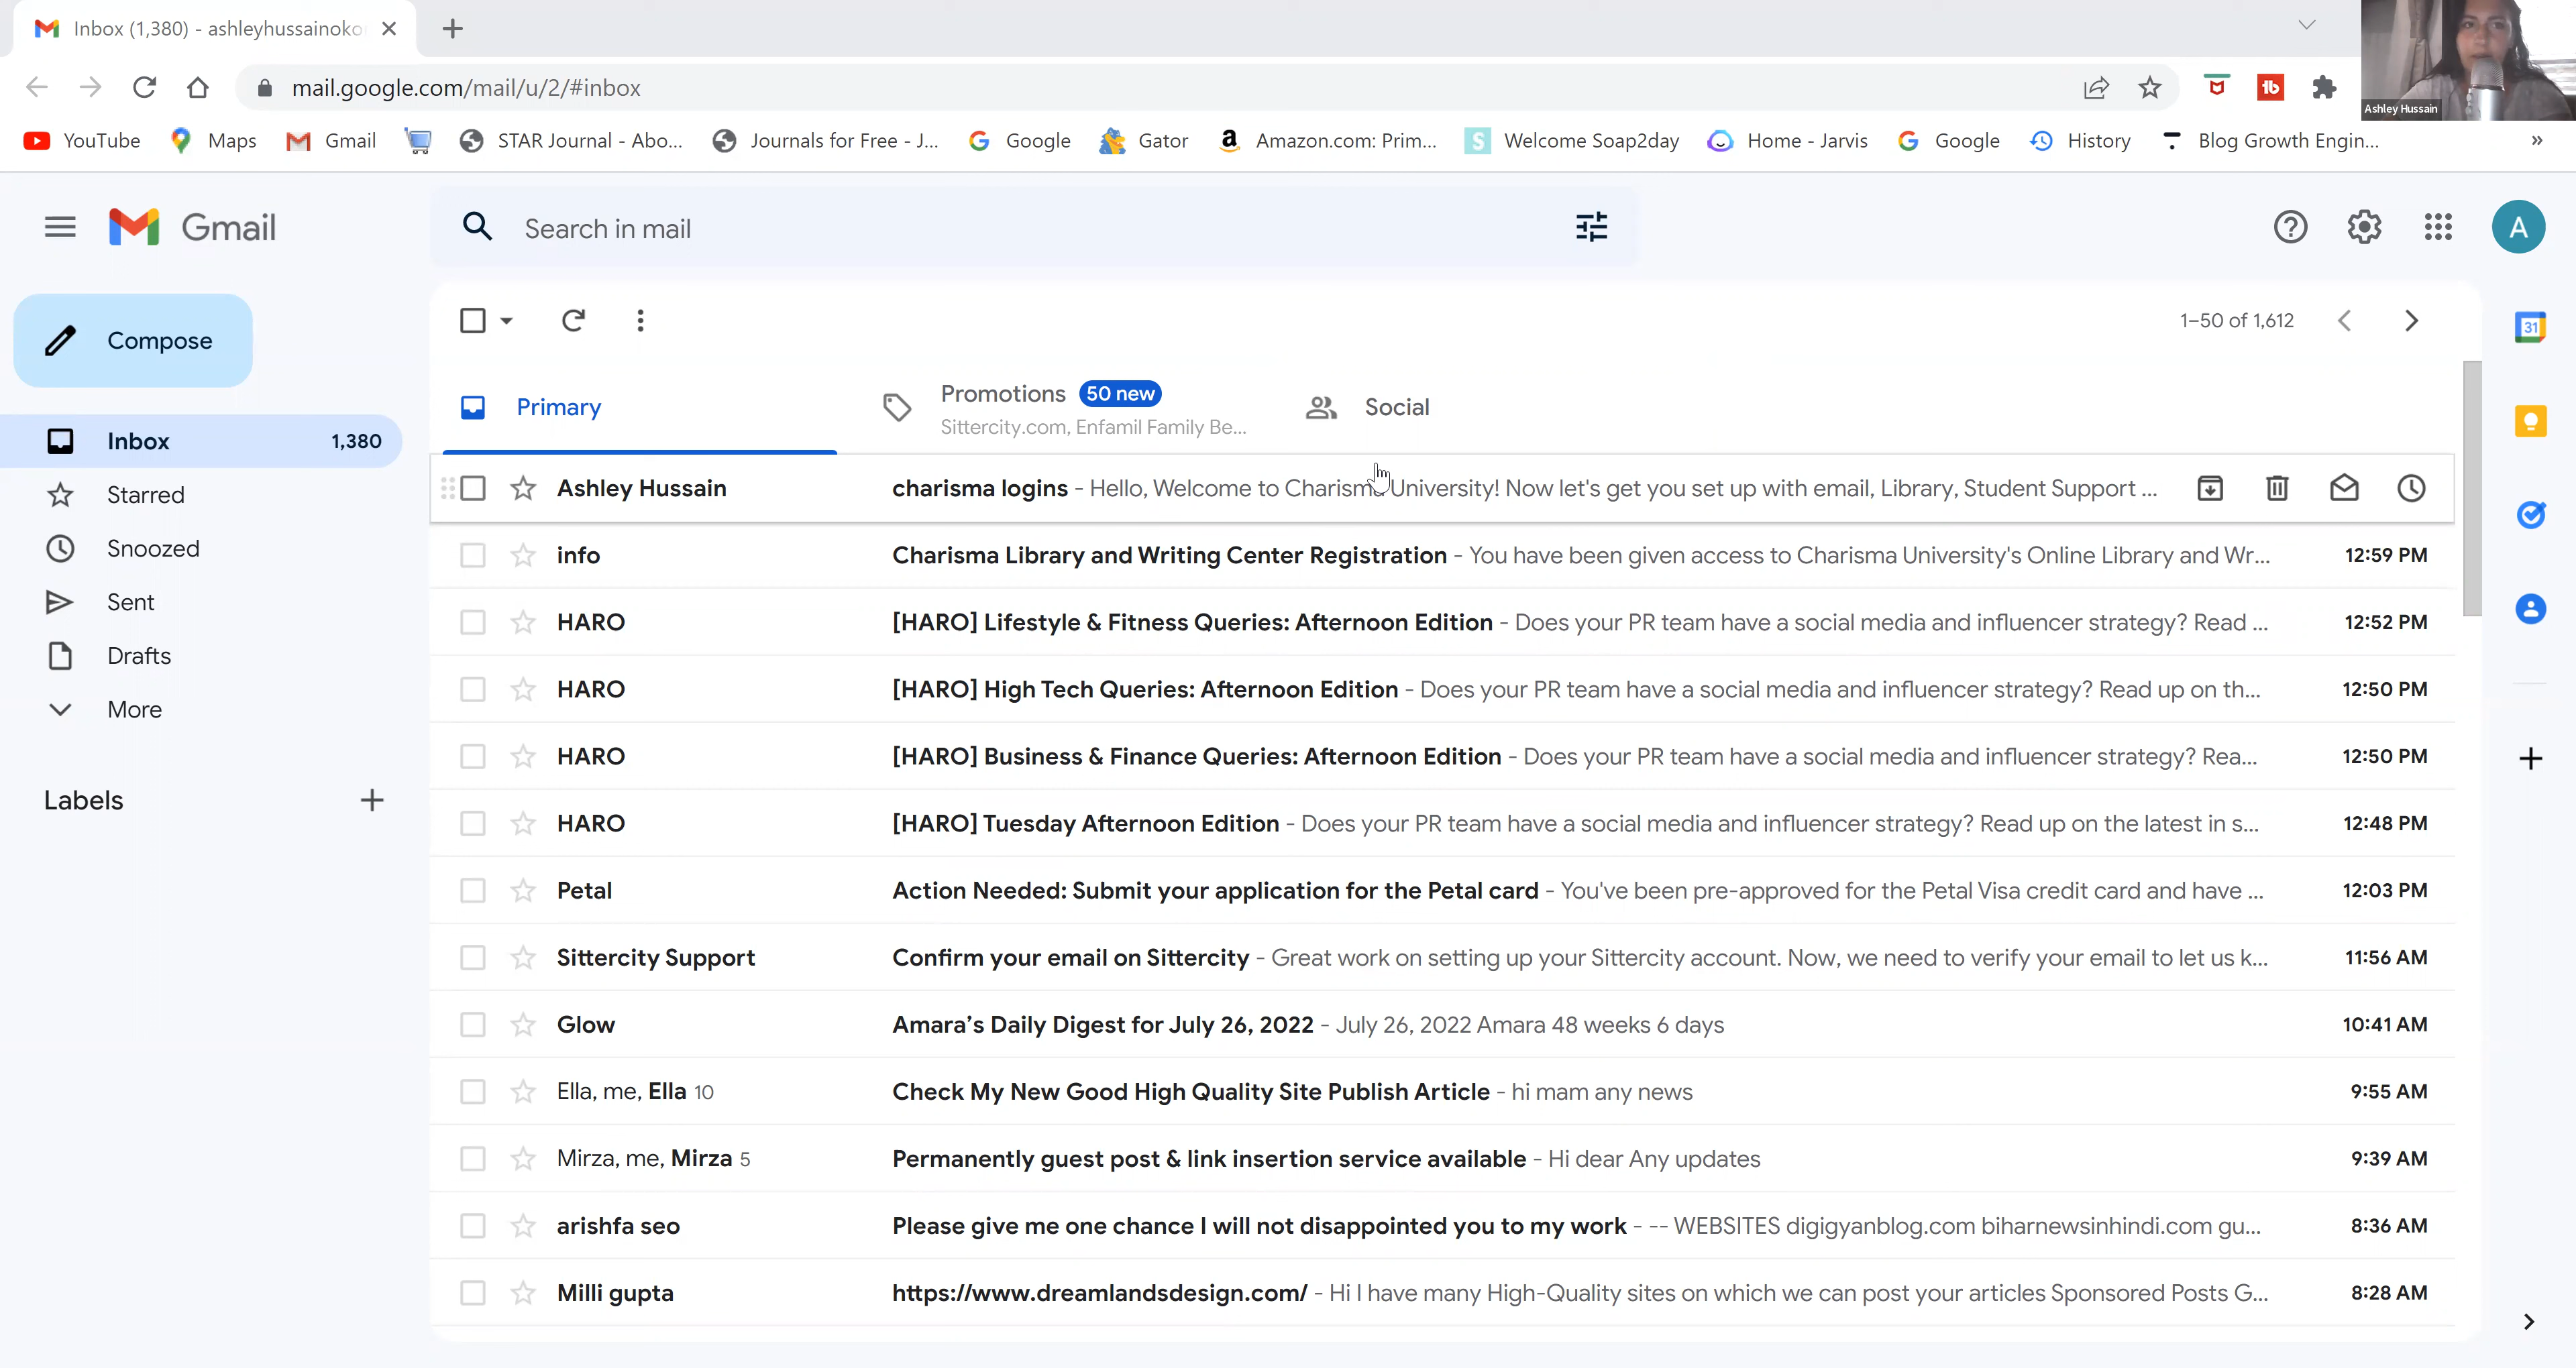 Inbox (1,380) - ashleyhussainoko
mail.google.com/mail/u/2/#inbox
Ashley Hussain
YouTube Maps Gmail STAR Journal - Abo... Journals for Free - J... Google Gator Amazon.com: Prim... Welcome Soap2day Home - Jarvis Google History Blog Growth Engin... »
Gmail
Search in mail
A
Compose
1–50 of 1,612
31
Primary
Promotions 50 new
Sittercity.com, Enfamil Family Be...
Social
Inbox 1,380
Starred
Snoozed
Sent
Drafts
More
Labels
Ashley Hussain charisma logins - Hello, Welcome to Charisma University! Now let's get you set up with email, Library, Student Support ...
info Charisma Library and Writing Center Registration - You have been given access to Charisma University's Online Library and Wr... 12:59 PM
HARO [HARO] Lifestyle & Fitness Queries: Afternoon Edition - Does your PR team have a social media and influencer strategy? Read ... 12:52 PM
HARO [HARO] High Tech Queries: Afternoon Edition - Does your PR team have a social media and influencer strategy? Read up on th... 12:50 PM
HARO [HARO] Business & Finance Queries: Afternoon Edition - Does your PR team have a social media and influencer strategy? Rea... 12:50 PM
HARO [HARO] Tuesday Afternoon Edition - Does your PR team have a social media and influencer strategy? Read up on the latest in s... 12:48 PM
Petal Action Needed: Submit your application for the Petal card - You've been pre-approved for the Petal Visa credit card and have ... 12:03 PM
Sittercity Support Confirm your email on Sittercity - Great work on setting up your Sittercity account. Now, we need to verify your email to let us k... 11:56 AM
Glow Amara’s Daily Digest for July 26, 2022 - July 26, 2022 Amara 48 weeks 6 days 10:41 AM
Ella, me, Ella 10 Check My New Good High Quality Site Publish Article - hi mam any news 9:55 AM
Mirza, me, Mirza 5 Permanently guest post & link insertion service available - Hi dear Any updates 9:39 AM
arishfa seo Please give me one chance I will not disappointed you to my work - -- WEBSITES digigyanblog.com biharnewsinhindi.com gu... 8:36 AM
Milli gupta https://www.dreamlandsdesign.com/ - Hi I have many High-Quality sites on which we can post your articles Sponsored Posts G... 8:28 AM